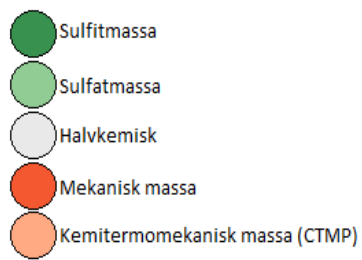 Sulfitmassa
Sulfatmassa
Halvkemisk
Mekanisk massa
Kemitermomekanisk massa (CTMP)